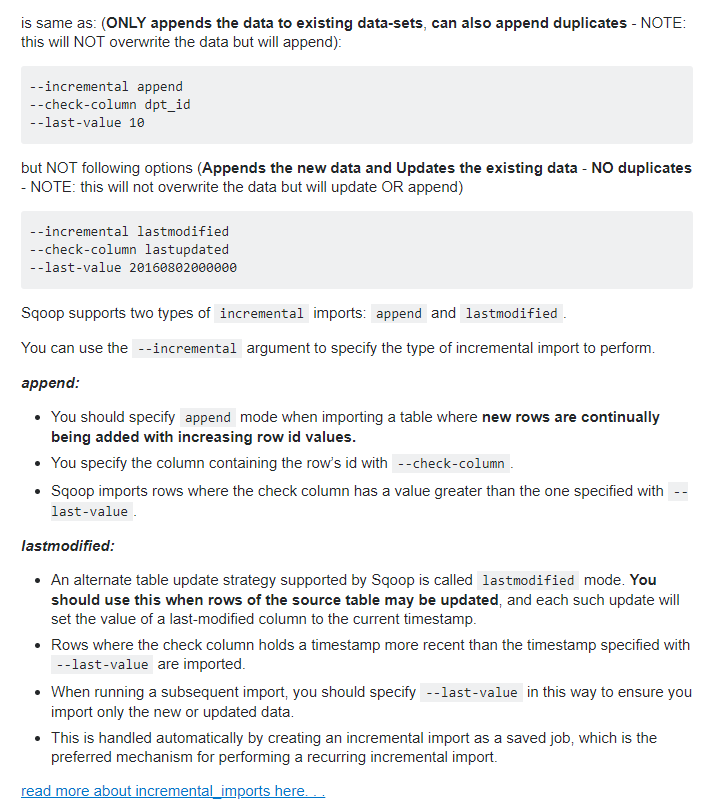 is same as: (ONLY appends the data to existing data-sets, can also append duplicates - NOTE:
this will NOT overwrite the data but will append):
--incremental append
--check-column dpt_id
--last-value 10
but NOT following options (Appends the new data and Updates the existing data - NO duplicates
- NOTE: this will not overwrite the data but will update OR append)
--incremental lastmodified
--check-column lastupdated
--last-value 20160802000000
Sqoop supports two types of incremental imports: append and lastmodified.
You can use the --incremental argument to specify the type of incremental import to perform.
append:
• You should specify append mode when importing a table where new rows are continually
being added with increasing row id values.
• You specify the column containing the row's id with --check-column.
• Sqoop imports rows where the check column has a value greater than the one specified with --
last-value.
lastmodified:
• An alternate table update strategy supported by Sqoop is called lastmodified mode. You
should use this when rows of the source table may be updated, and each such update will
set the value of a last-modified column to the current timestamp.
• Rows where the check column holds a timestamp more recent than the timestamp specified with
--last-value are imported.
• When running a subsequent import, you should specify --last-value in this way to ensure you
import only the new or updated data.
• This is handled automatically by creating an incremental import as a saved job, which is the
preferred mechanism for performing a recurring incremental import.
read more about incremental_imports here. . .